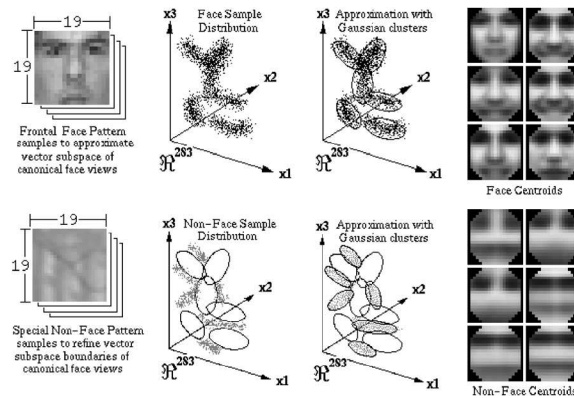 19
19
Frontal Face Pattern
samples to approximate
vector subspace of
canonical face views
x3
Face Sample
Distribution
x2
x1
ℜ²⁸³
x3
Approximation with
Gaussian clusters
x2
x1
ℜ²⁸³
Face Centroids
19
19
Special Non-Face Pattern
samples to refine vector
subspace boundaries of
canonical face views
x3
Non-Face Sample
Distribution
x2
x1
ℜ²⁸³
x3
Approximation with
Gaussian clusters
x2
x1
ℜ²⁸³
Non-Face Centroids